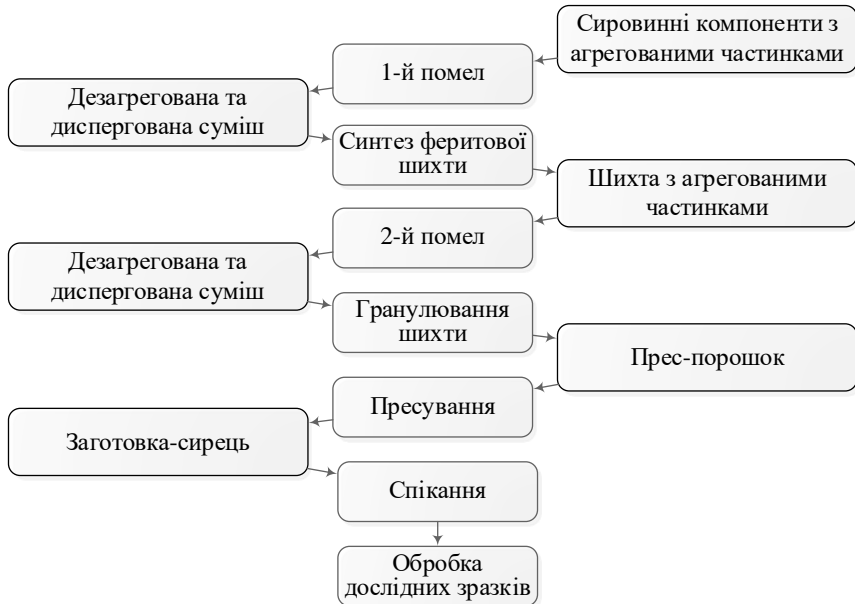 Сировинні компоненти з
агрегованими частинками
1-й помел
Дезагрегована та
диспергована суміш
Синтез феритової
шихти
Шихта з агрегованими
частинками
2-й помел
Дезагрегована та
диспергована суміш
Гранулювання
шихти
Прес-порошок
Пресування
Заготовка-сирець
Спікання
Обробка
дослідних зразків